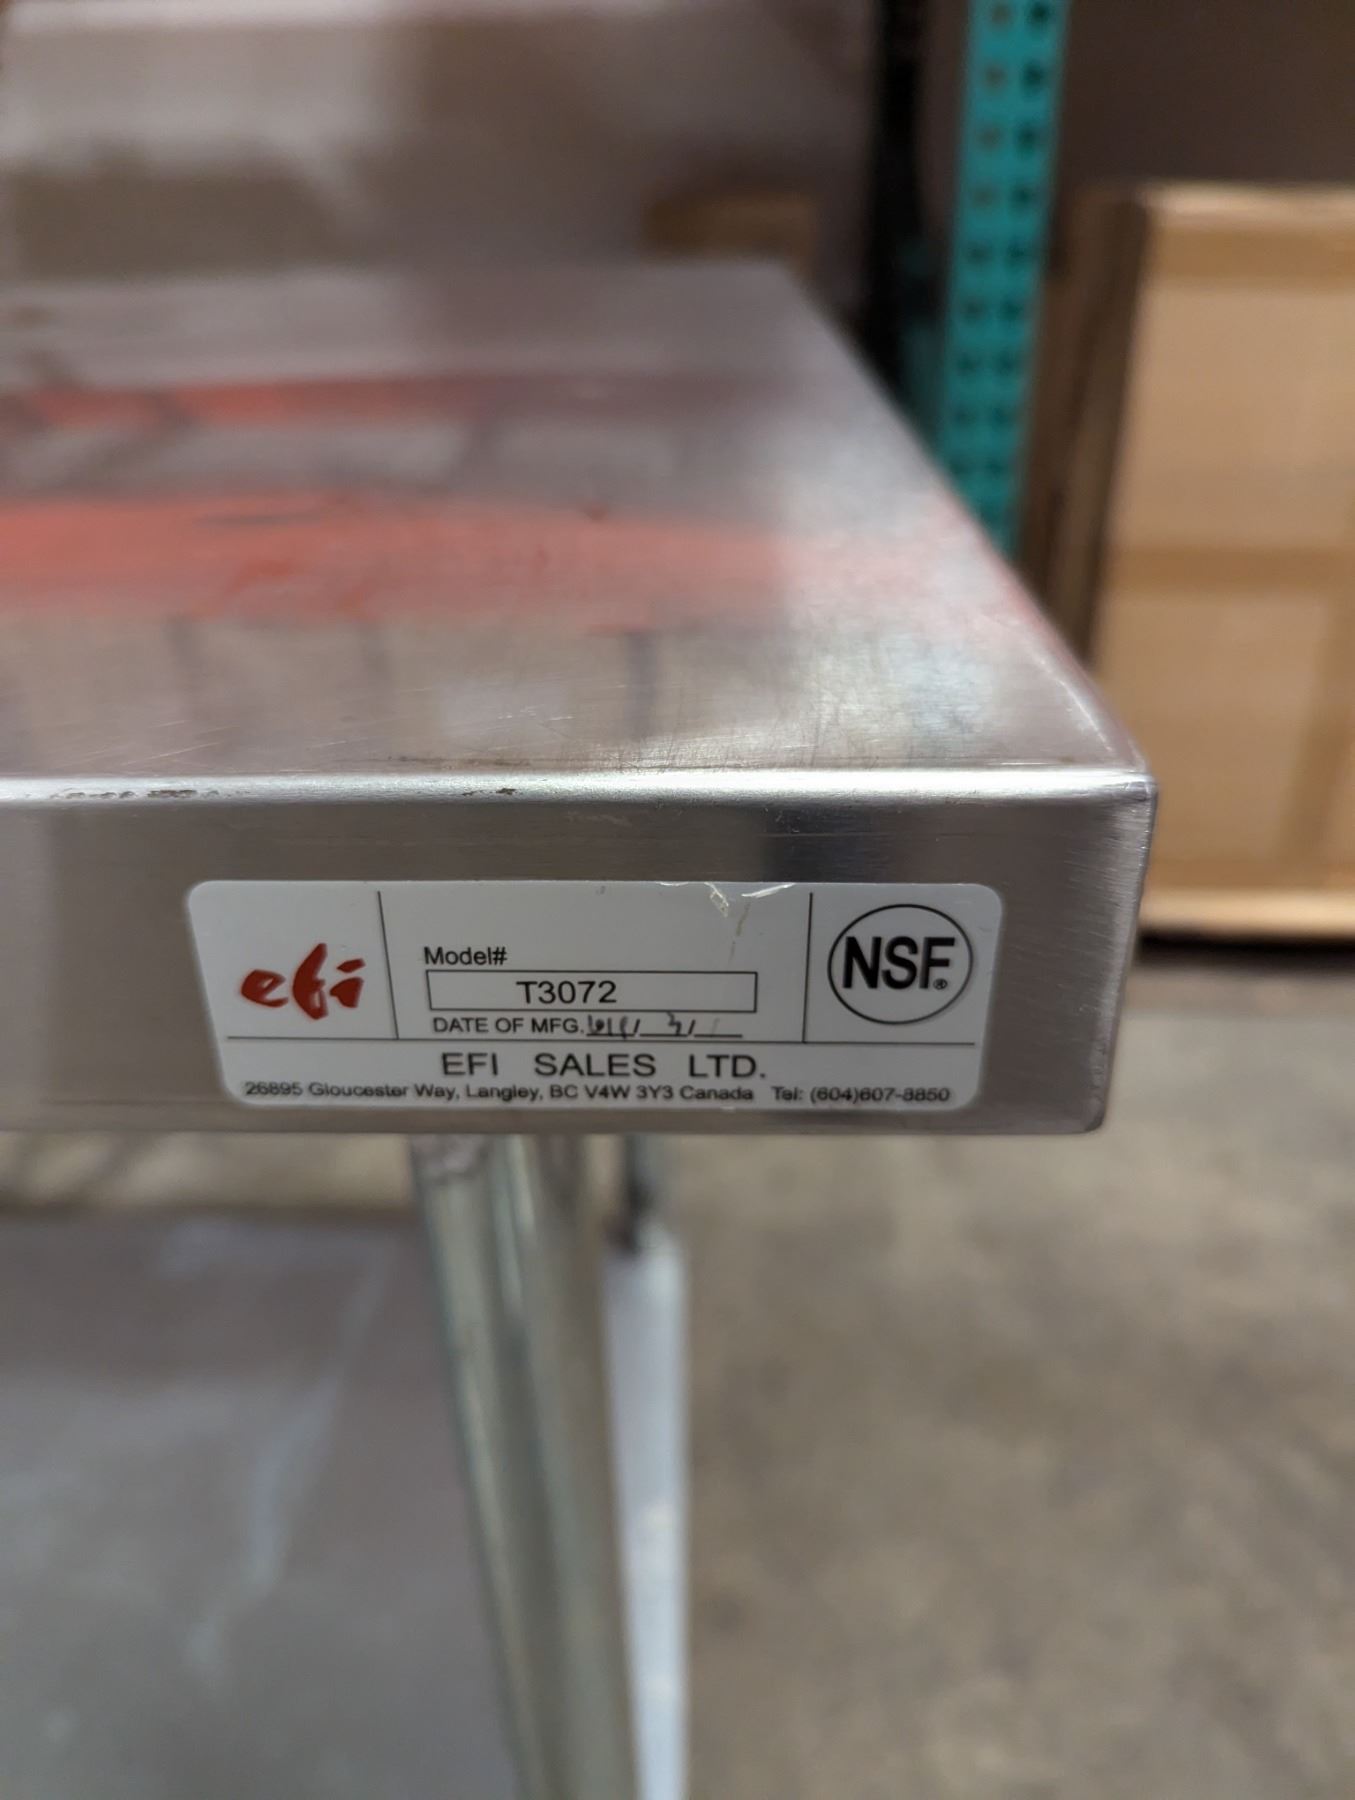 efi
Model#
T3072
DATE OF MFG.
NSF®
EFI SALES LTD.
26895 Gloucester Way, Langley, BC V4W 3Y3 Canada Tel: (604)607-8850